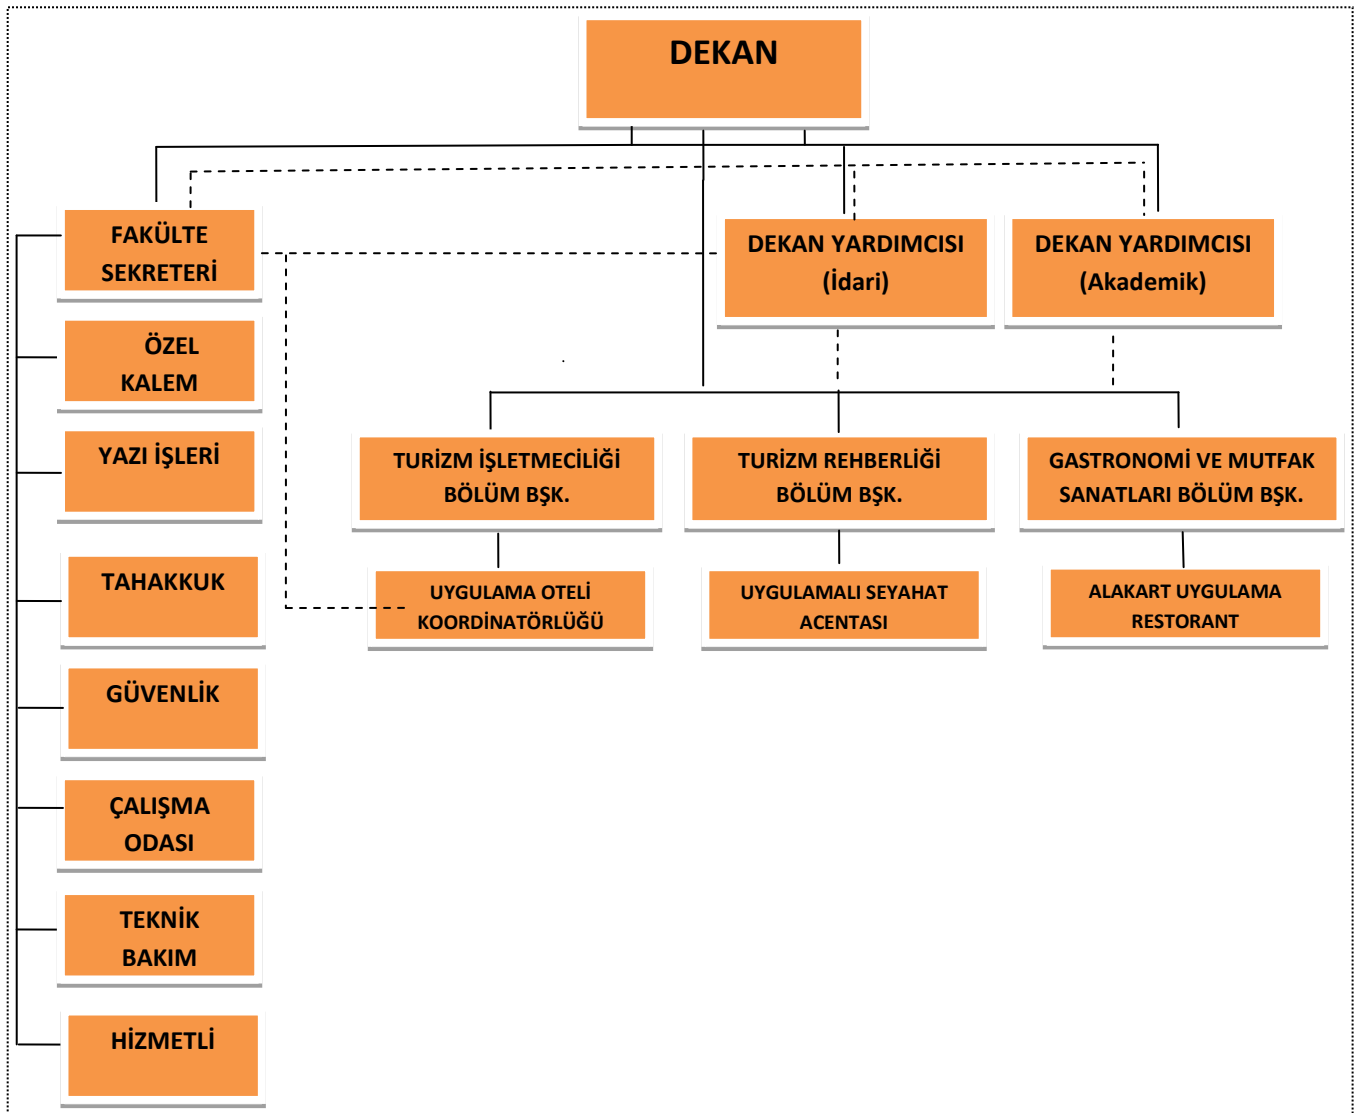 DEKAN
FAKÜLTE
SEKRETERİ
DEKAN YARDIMCISI
(İdari)
DEKAN YARDIMCISI
(Akademik)
ÖZEL
KALEM
YAZI İŞLERİ
TURİZM İŞLETMECİLİĞİ
BÖLÜM BŞK.
TURİZM REHBERLİĞİ
BÖLÜM BŞK.
GASTRONOMİ VE MUTFAK
SANATLARI BÖLÜM BŞK.
TAHAKKUK
UYGULAMA OTELİ
KOORDİNATÖRLÜĞÜ
UYGULAMALI SEYAHAT
ACENTASI
ALAKART UYGULAMA
RESTORANT
GÜVENLİK
ÇALIŞMA
ODASI
TEKNİK
BAKIM
HİZMETLİ